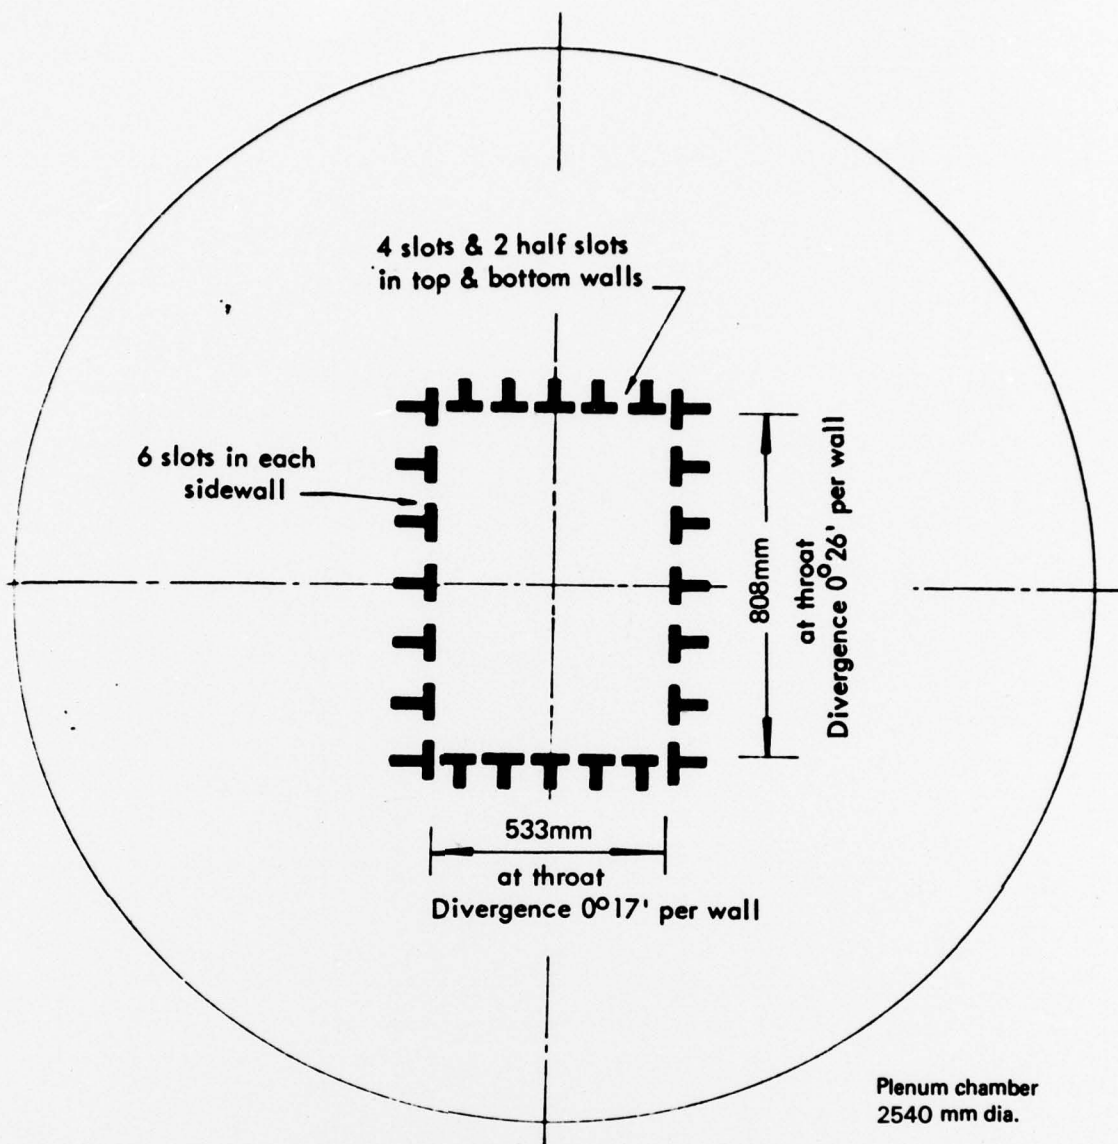 4 slots & 2 half slots
in top & bottom walls
6 slots in each
sidewall
808mm
at throat
Divergence 0°26' per wall
533mm
at throat
Divergence 0°17' per wall
Plenum chamber
2540 mm dia.